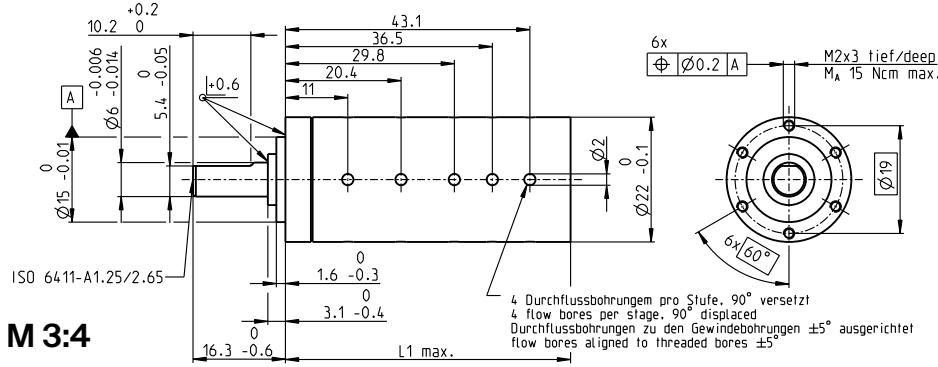 +0.2
10.2 0
43.1
36.5
29.8
20.4
11
A
0
Ø15 -0.01
-0.006
Ø6 -0.014
0
5.4 -0.05
+0.6
Ø2
0
Ø22 -0.1
6x
⌖ Ø0.2 A
M2x3 tief/deep
MA 15 Ncm max.
Ø19
6x 60°
ISO 6411-A1.25/2.65
0
1.6 -0.3
0
3.1 -0.4
0
16.3 -0.6
L1 max.
4 Durchflussbohrungem pro Stufe, 90° versetzt
4 flow bores per stage, 90° displaced
Durchflussbohrungen zu den Gewindebohrungen ±5° ausgerichtet
flow bores aligned to threaded bores ±5°
M 3:4